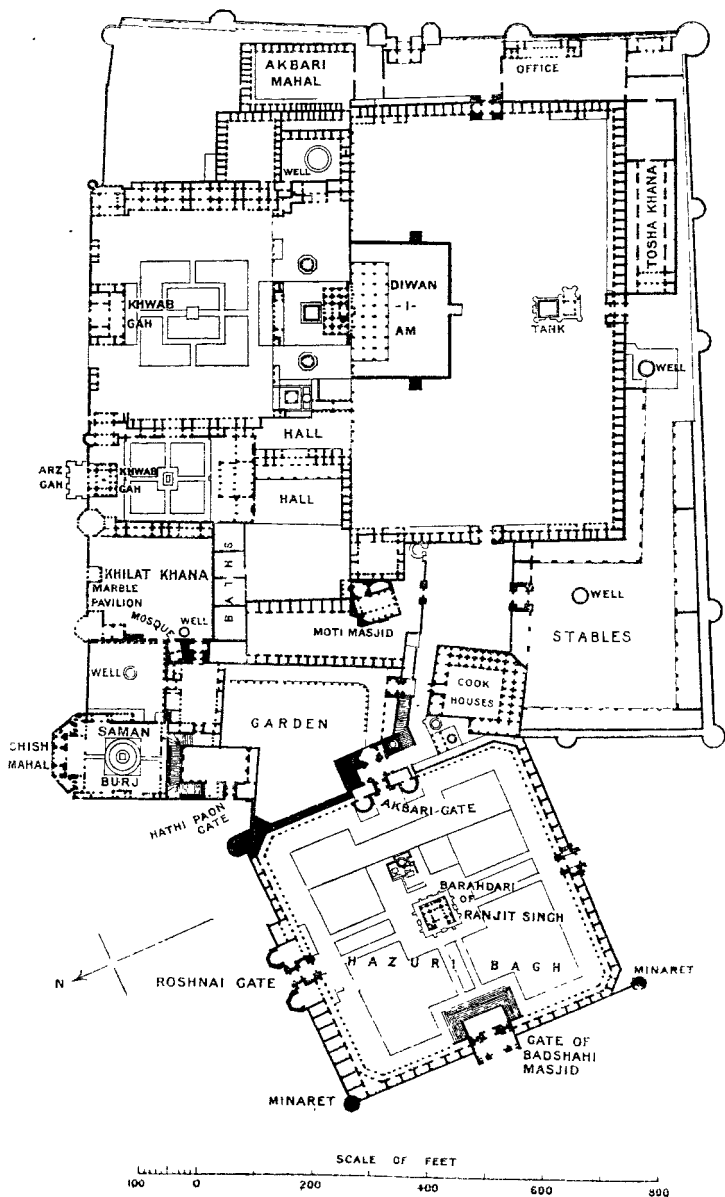 AKBARI
MAHAL
OFFICE
WELL
TOSHA KHANA
DIWAN
-I-
AM
KHWAB
GAH
TANK
WELL
HALL
ARZ
GAH
KHWAB
GAH
HALL
KHILAT KHANA
MARBLE
PAVILION
MOSQUE
WELL
BATHS
MOTI MASJID
WELL
STABLES
WELL
COOK
HOUSES
GARDEN
SAMAN
BURJ
SHISH
MAHAL
HATHI PAON
GATE
AKBARI-GATE
BARAHDARI
OF
RANJIT SINGH
N
ROSHNAI GATE
HAZURI BAGH
MINARET
GATE OF
BADSHAHI
MASJID
MINARET
SCALE OF FEET
100 0 200 400 600 800